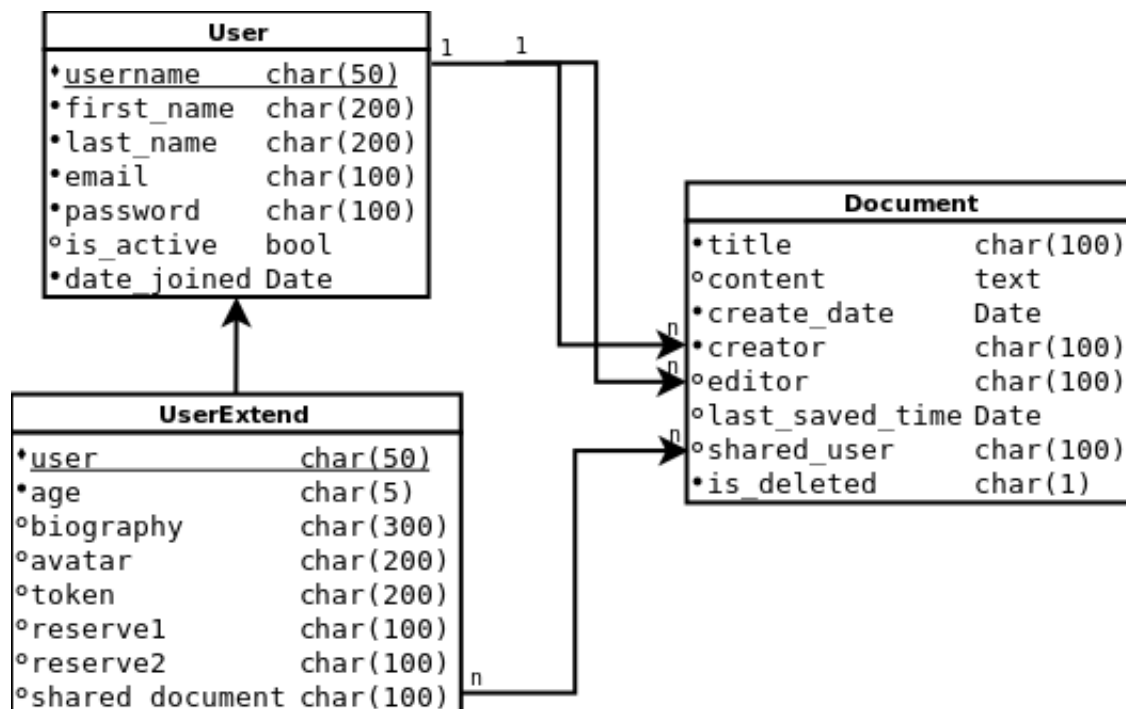 User
username char(50)
first_name char(200)
last_name char(200)
email char(100)
password char(100)
is_active bool
date_joined Date
1
1
Document
title char(100)
content text
create_date Date
n
creator char(100)
n
editor char(100)
last_saved_time Date
n
shared_user char(100)
is_deleted char(1)
UserExtend
user char(50)
age char(5)
biography char(300)
avatar char(200)
token char(200)
reserve1 char(100)
reserve2 char(100)
shared_document char(100)
n